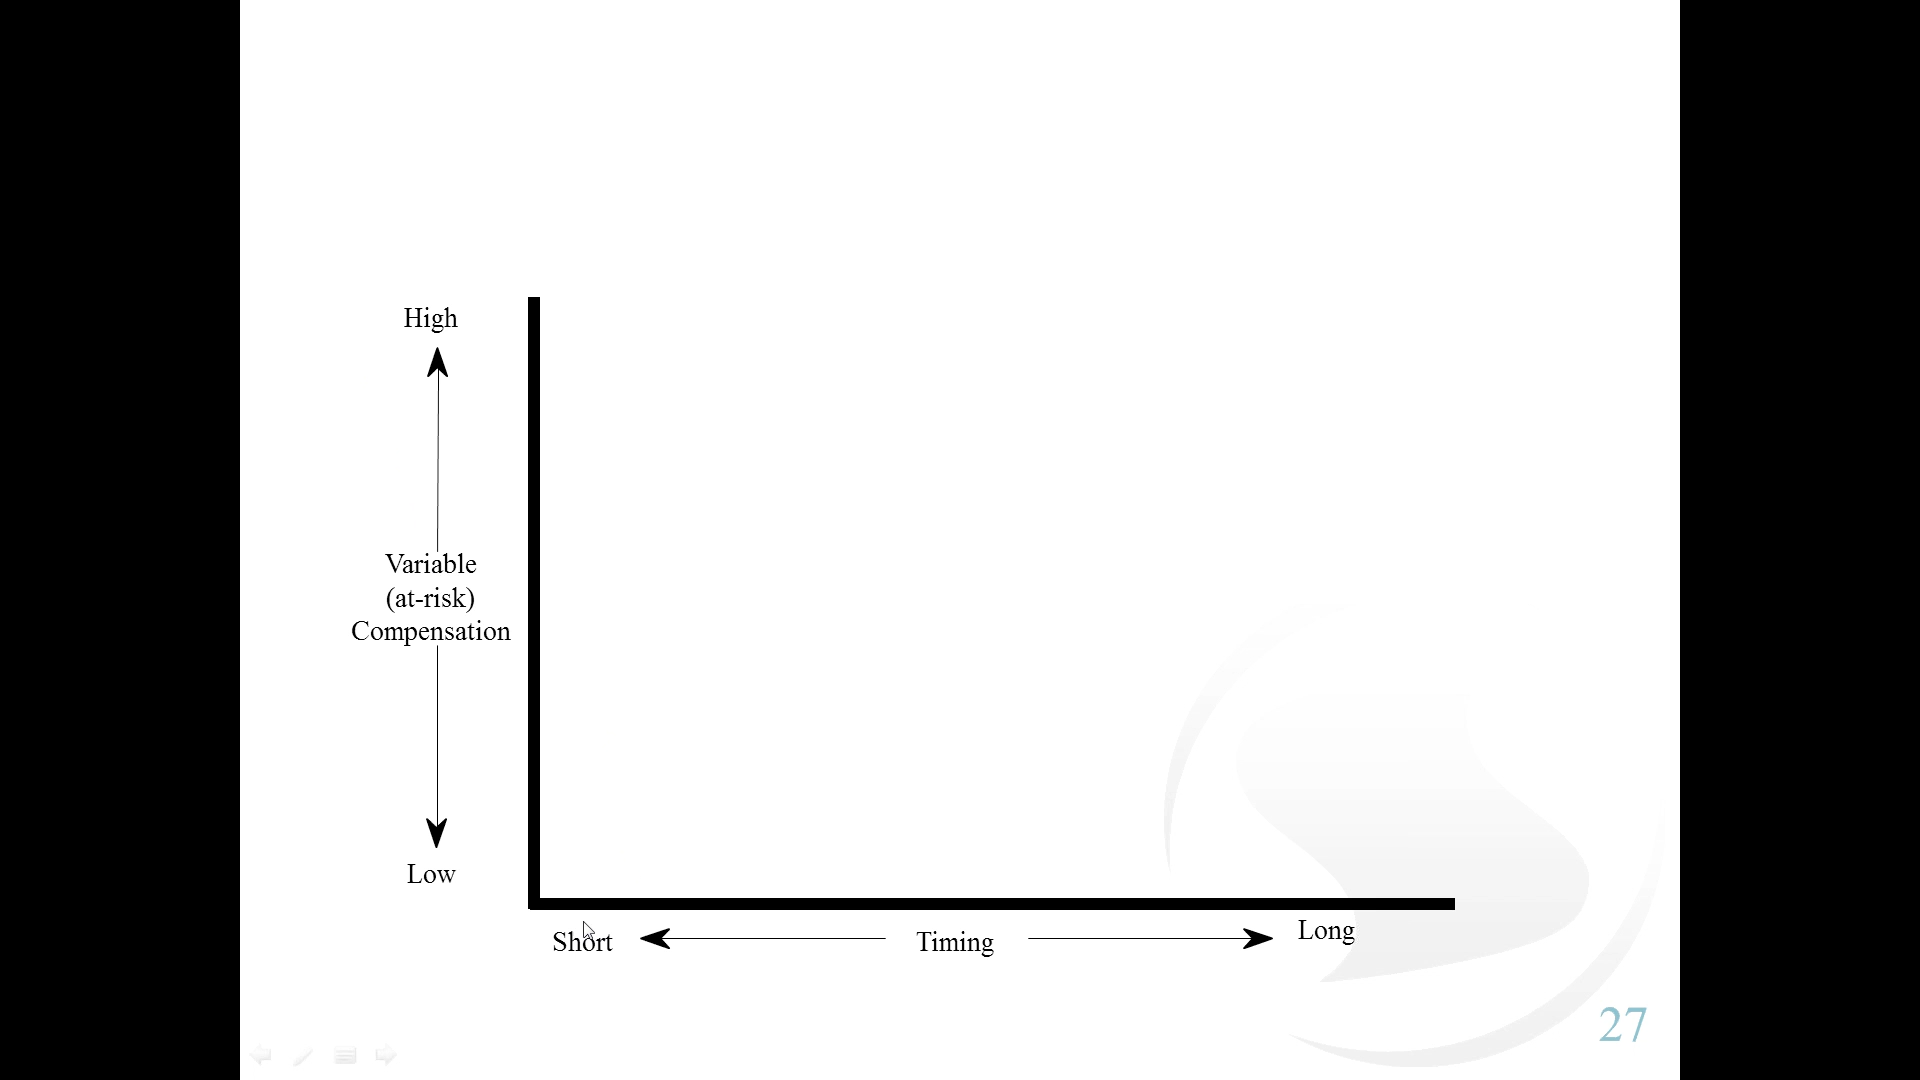 High
Variable
(at-risk)
Compensation
Low
Short
Timing
Long
27